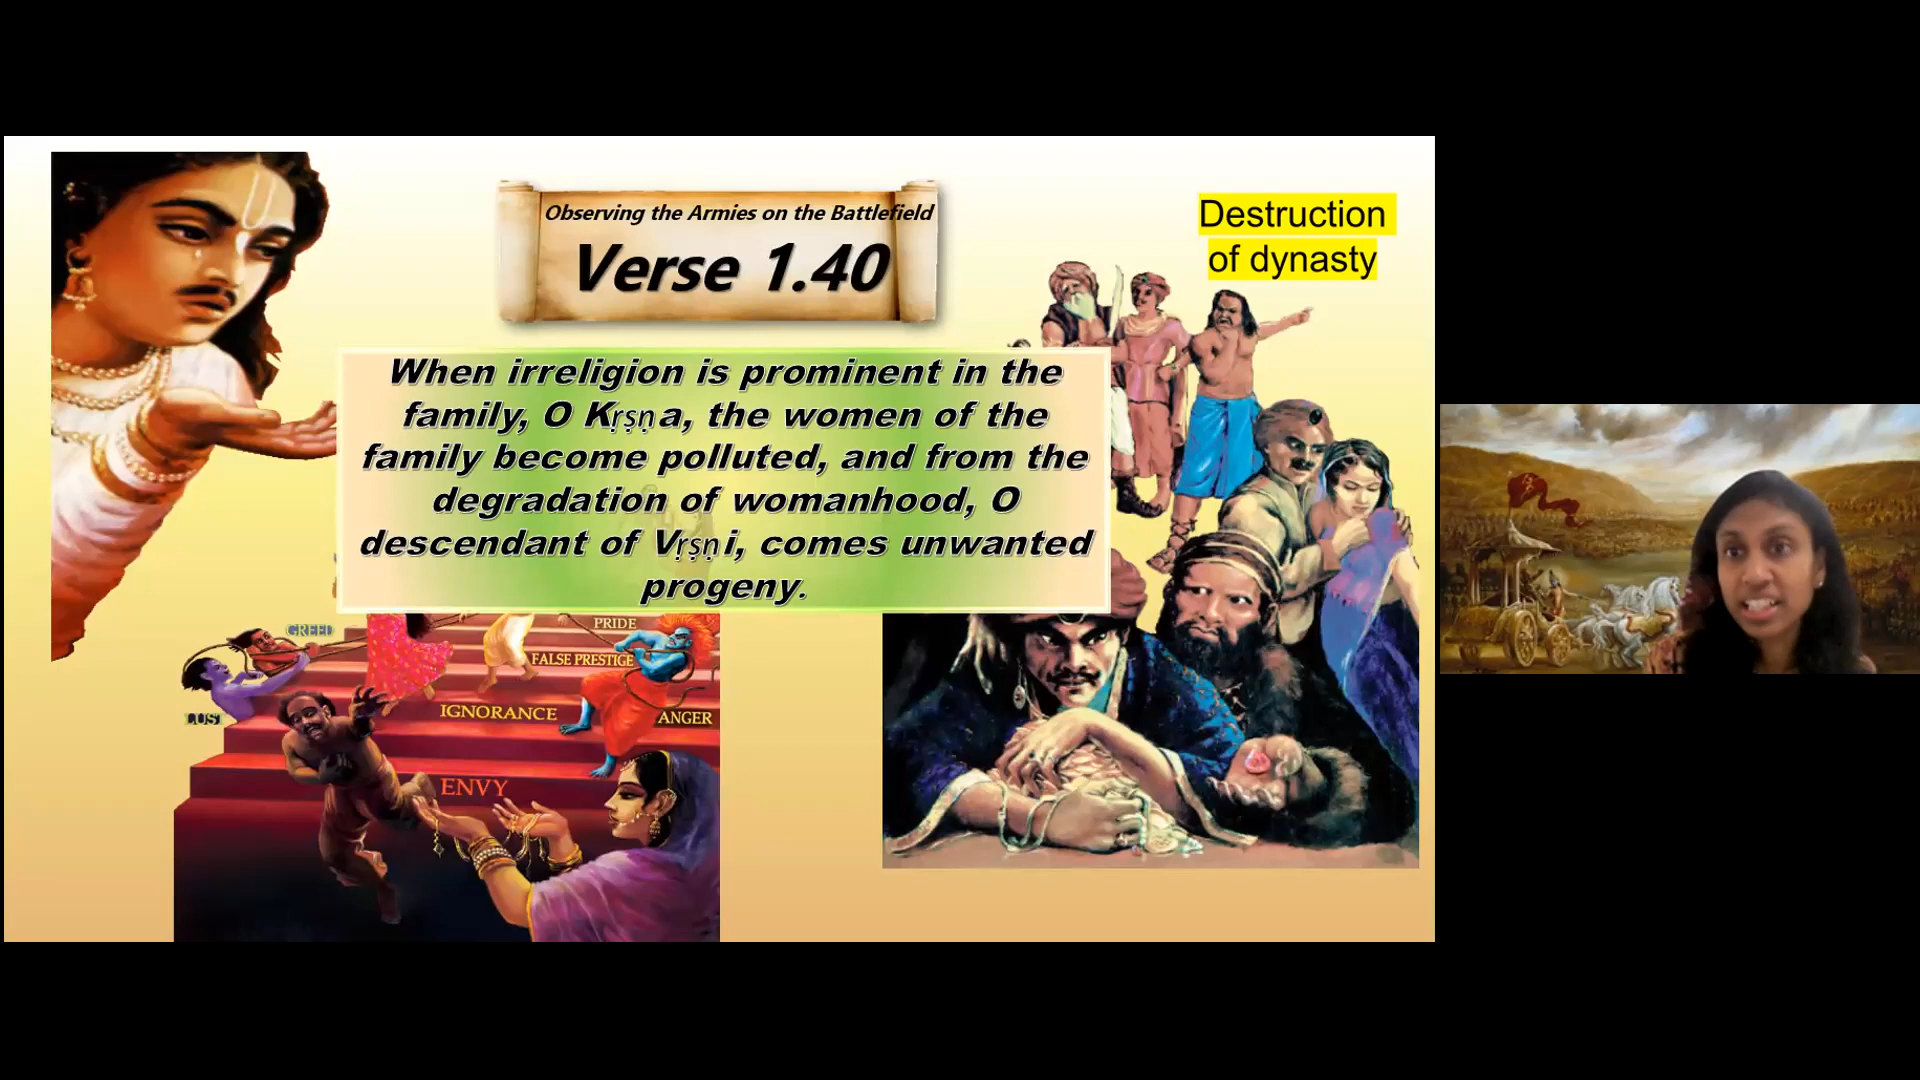 Observing the Armies on the Battlefield
Verse 1.40
Destruction
of dynasty
When irreligion is prominent in the
family, O Kṛṣṇa, the women of the
family become polluted, and from the
degradation of womanhood, O
descendant of Vṛṣṇi, comes unwanted
progeny.
GREED
PRIDE
FALSE PRESTIGE
LUST
IGNORANCE
ANGER
ENVY